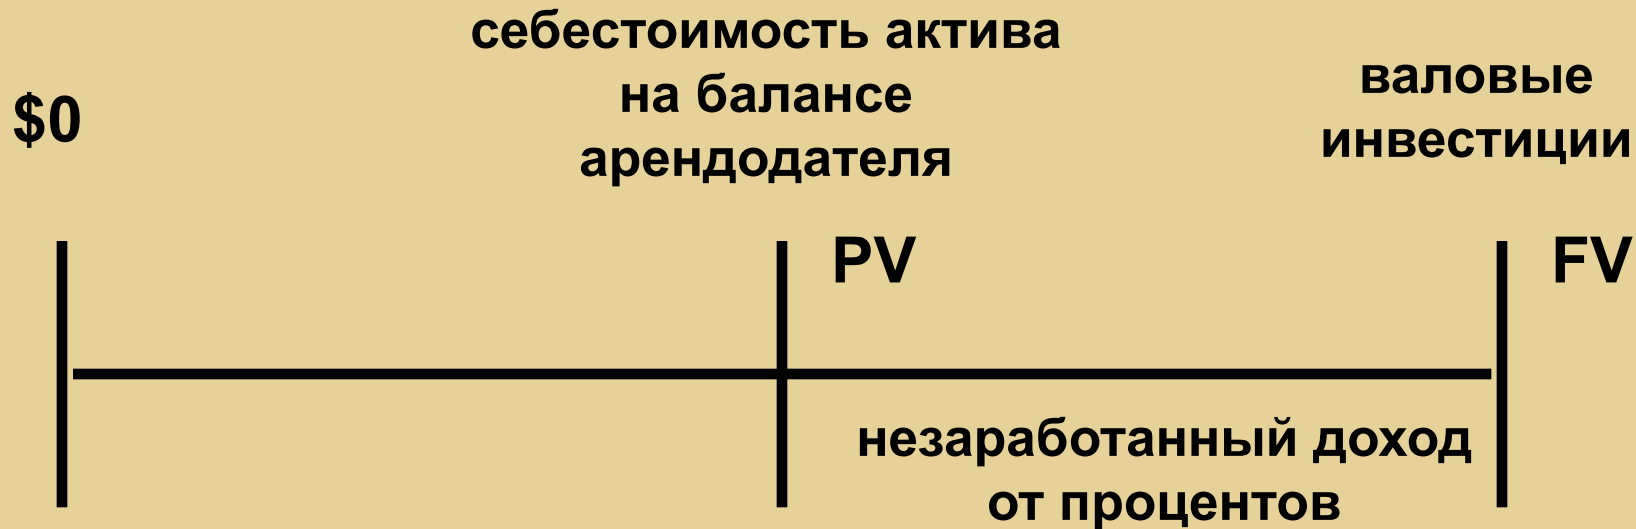 $0
себестоимость актива
на балансе
арендодателя
валовые
инвестиции
PV
FV
незаработанный доход
от процентов